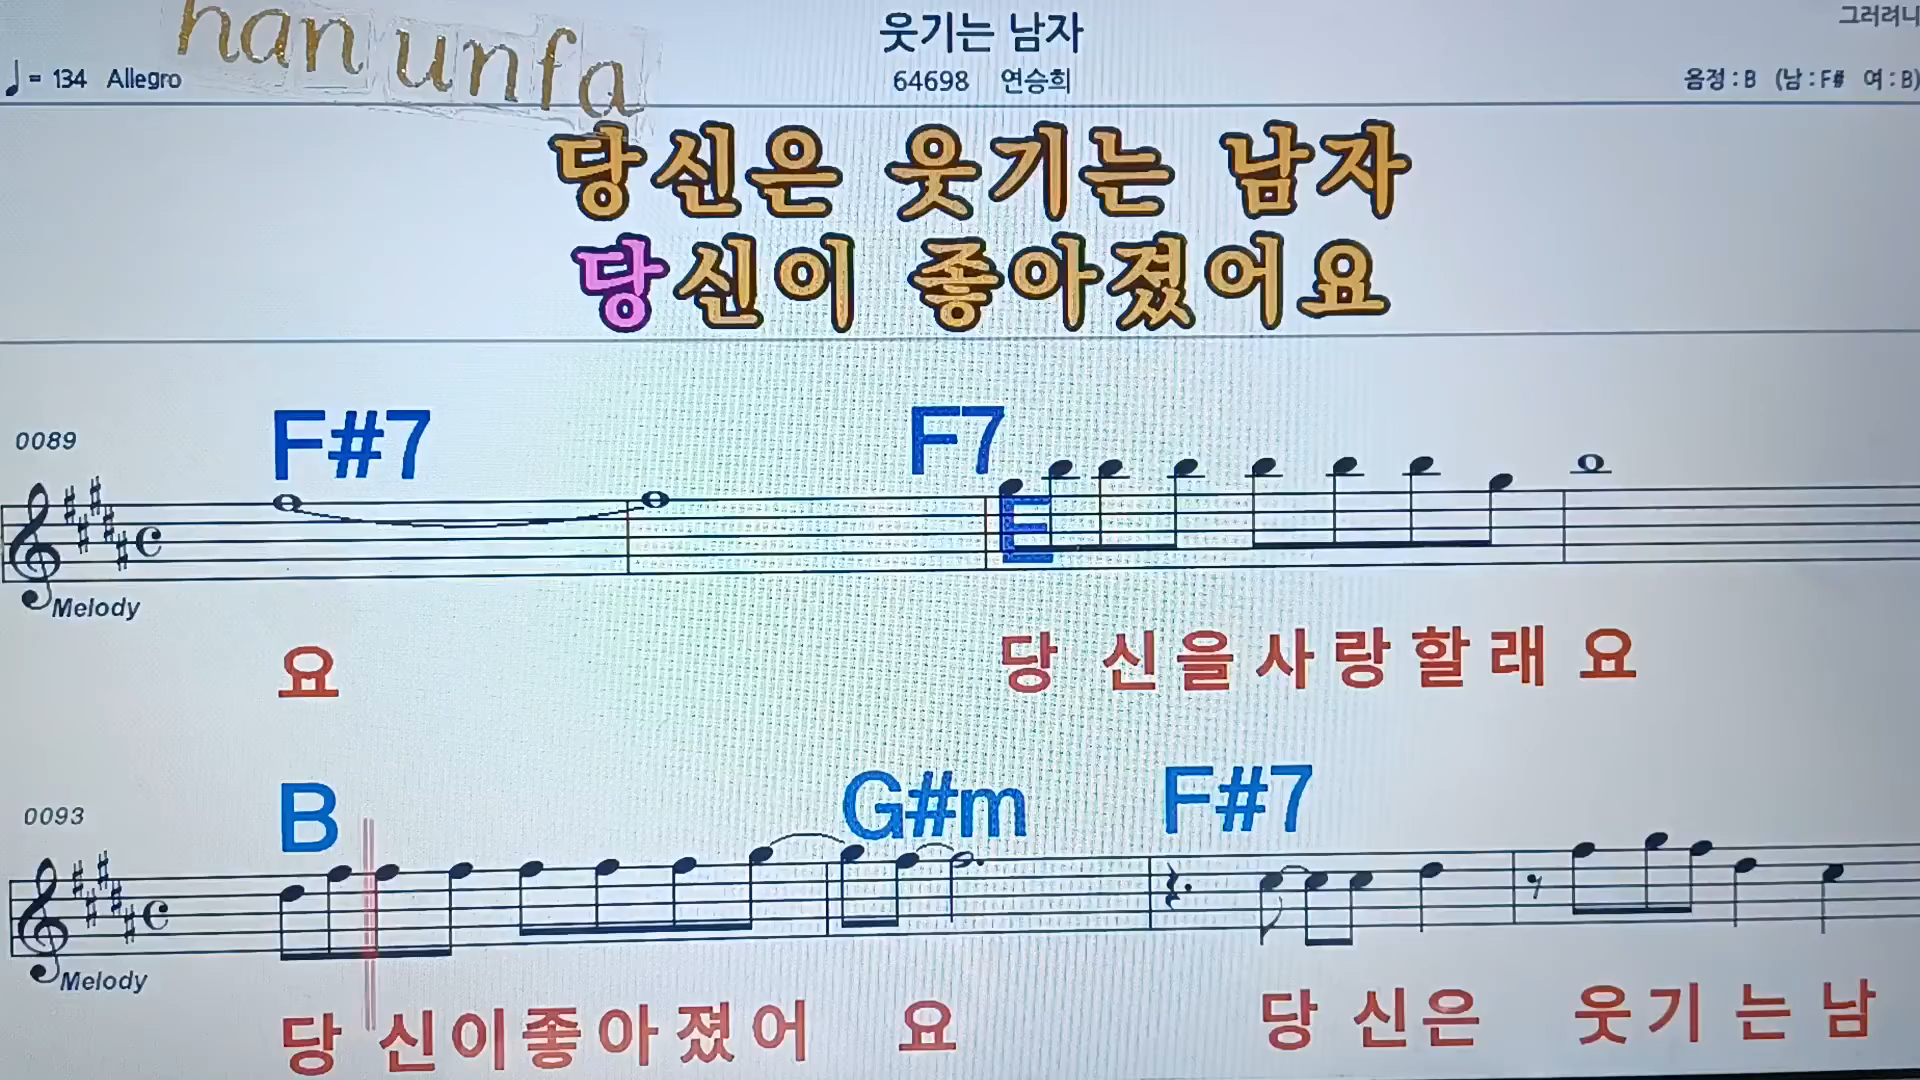 han unfa
웃기는 남자
그러려니
♩= 134 Allegro
64698 연승희
음정 : B (남 : F# 여 : B)
당신은 웃기는 남자
당신이 좋아졌어요
0089
F#7 F7
E
Melody
요 당 신을사랑할래 요
0093
B G#m F#7
Melody
당 신이좋아졌어 요 당 신은 웃기 는 남